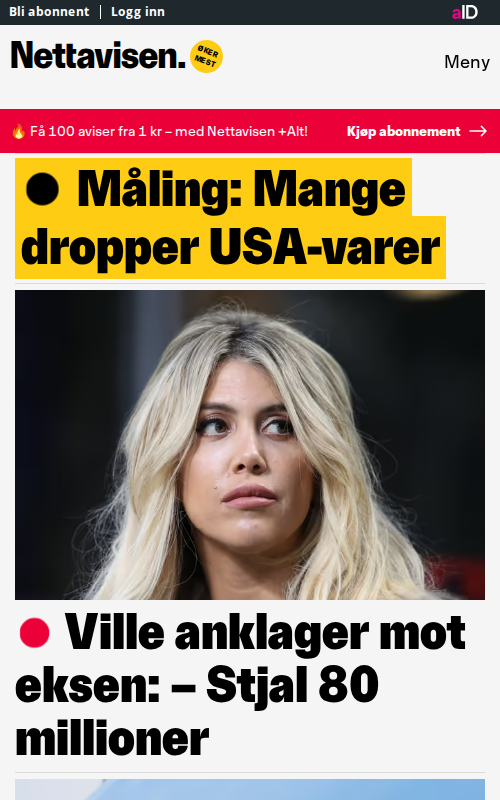 Bli abonnent Logg inn aID
Nettavisen. ØKER MEST
Meny
🔥 Få 100 aviser fra 1 kr – med Nettavisen +Alt! Kjøp abonnement →
Måling: Mange
dropper USA-varer
Ville anklager mot
eksen: – Stjal 80
millioner